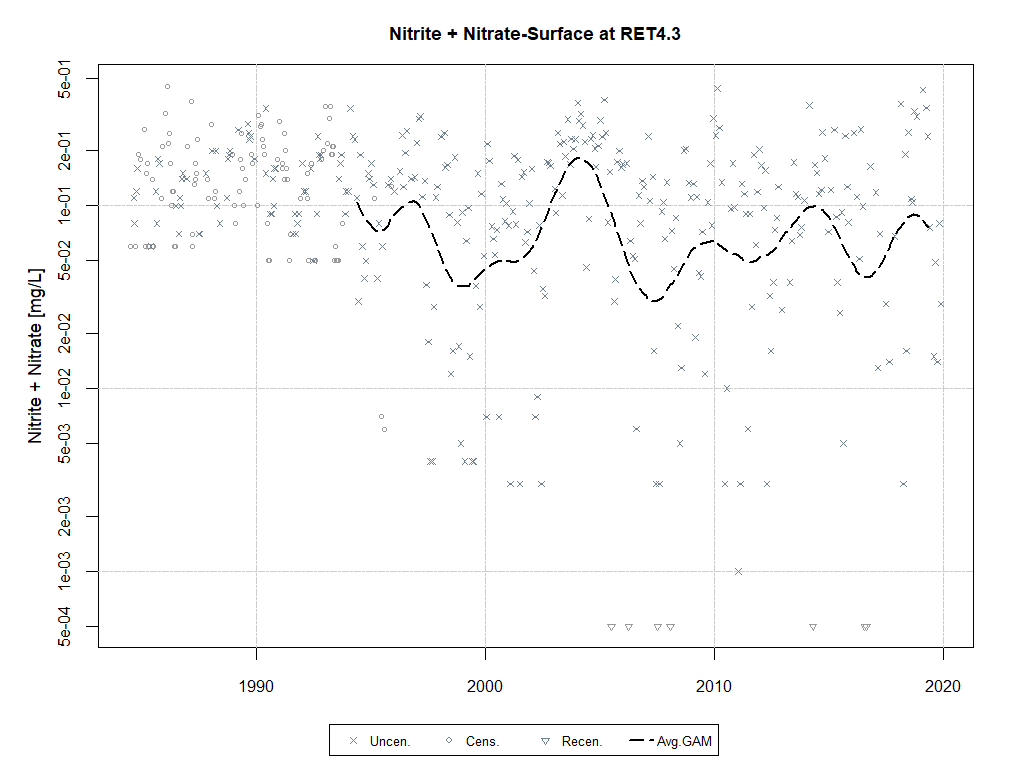 Nitrite + Nitrate-Surface at RET4.3
Nitrite + Nitrate [mg/L]
5e-01
2e-01
1e-01
5e-02
2e-02
1e-02
5e-03
2e-03
1e-03
5e-04
1990 2000 2010 2020
Uncen. Cens. Recen. Avg.GAM